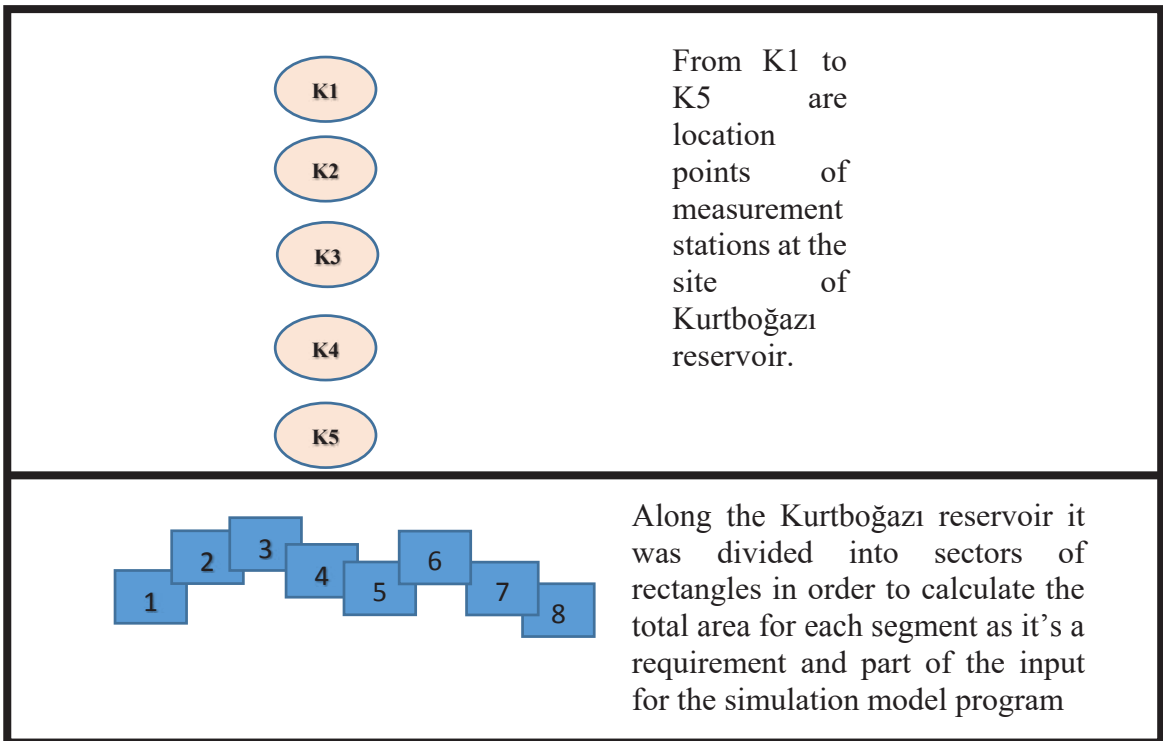 K1
K2
K3
K4
K5
From K1 to
K5 are
location
points of
measurement
stations at the
site of
Kurtboğazı
reservoir.
1
2
3
4
5
6
7
8
Along the Kurtboğazı reservoir it
was divided into sectors of
rectangles in order to calculate the
total area for each segment as it’s a
requirement and part of the input
for the simulation model program